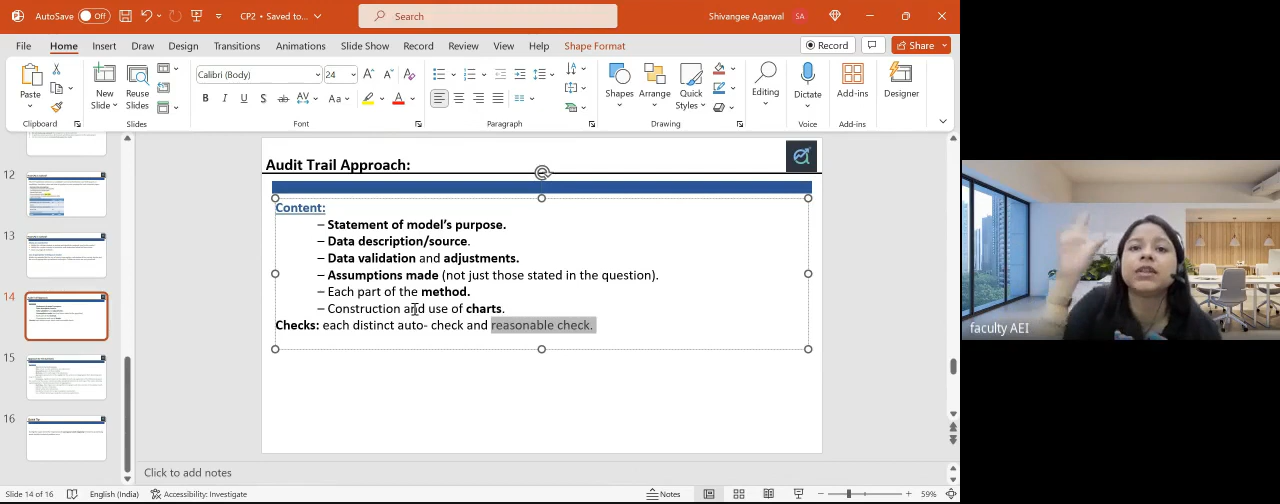 AutoSave Off CP2 • Saved to... Search Shivangee Agarwal SA
File Home Insert Draw Design Transitions Animations Slide Show Record Review View Help Shape Format Record Share
Calibri (Body) 24
Paste New Slide Reuse Slides Shapes Arrange Quick Styles Editing Dictate Add-ins Designer
Clipboard Slides Font Paragraph Drawing Voice Add-ins
Audit Trail Approach:
Content:
– Statement of model's purpose.
– Data description/source.
– Data validation and adjustments.
– Assumptions made (not just those stated in the question).
– Each part of the method.
– Construction and use of charts.
Checks: each distinct auto- check and reasonable check.
12
13
14
15
16
Click to add notes
Slide 14 of 16 English (India) Accessibility: Investigate Notes 59%
faculty AEI